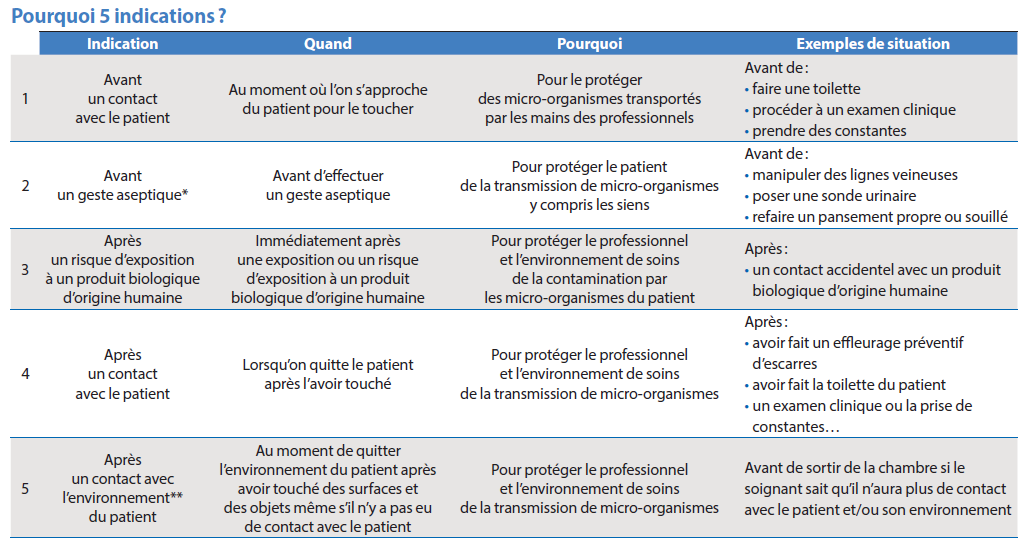 Pourquoi 5 indications ?
Indication
Quand
Pourquoi
Exemples de situation
1
Avant
un contact
avec le patient
Au moment où l'on s'approche
du patient pour le toucher
Pour le protéger
des micro-organismes transportés
par les mains des professionnels
Avant de :
• faire une toilette
• procéder à un examen clinique
• prendre des constantes
2
Avant
un geste aseptique*
Avant d'effectuer
un geste aseptique
Pour protéger le patient
de la transmission de micro-organismes
y compris les siens
Avant de :
• manipuler des lignes veineuses
• poser une sonde urinaire
• refaire un pansement propre ou souillé
3
Après
un risque d'exposition
à un produit biologique
d'origine humaine
Immédiatement après
une exposition ou un risque
d'exposition à un produit
biologique d'origine humaine
Pour protéger le professionnel
et l'environnement de soins
de la contamination par
les micro-organismes du patient
Après :
• un contact accidentel avec un produit
biologique d'origine humaine
4
Après
un contact
avec le patient
Lorsqu'on quitte le patient
après l'avoir touché
Pour protéger le professionnel
et l'environnement de soins
de la transmission de micro-organismes
Après :
• avoir fait un effleurage préventif
d'escarres
• avoir fait la toilette du patient
• un examen clinique ou la prise de
constantes…
5
Après
un contact avec
l'environnement**
du patient
Au moment de quitter
l'environnement du patient après
avoir touché des surfaces et
des objets même s'il n'y a pas eu
de contact avec le patient
Pour protéger le professionnel
et l'environnement de soins
de la transmission de micro-organismes
Avant de sortir de la chambre si le
soignant sait qu'il n'aura plus de contact
avec le patient et/ou son environnement